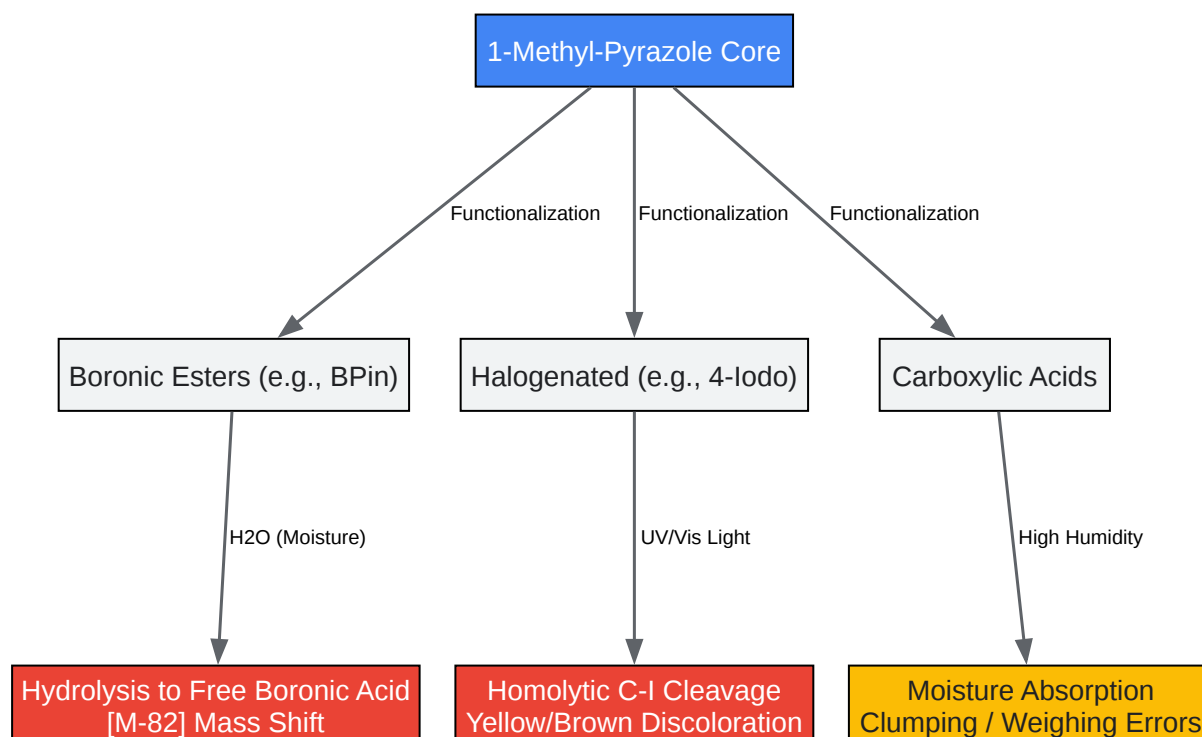 1-Methyl-Pyrazole Core
Functionalization
Functionalization
Functionalization
Boronic Esters (e.g., BPin)
Halogenated (e.g., 4-Iodo)
Carboxylic Acids
H2O (Moisture)
UV/Vis Light
High Humidity
Hydrolysis to Free Boronic Acid
[M-82] Mass Shift
Homolytic C-I Cleavage
Yellow/Brown Discoloration
Moisture Absorption
Clumping / Weighing Errors